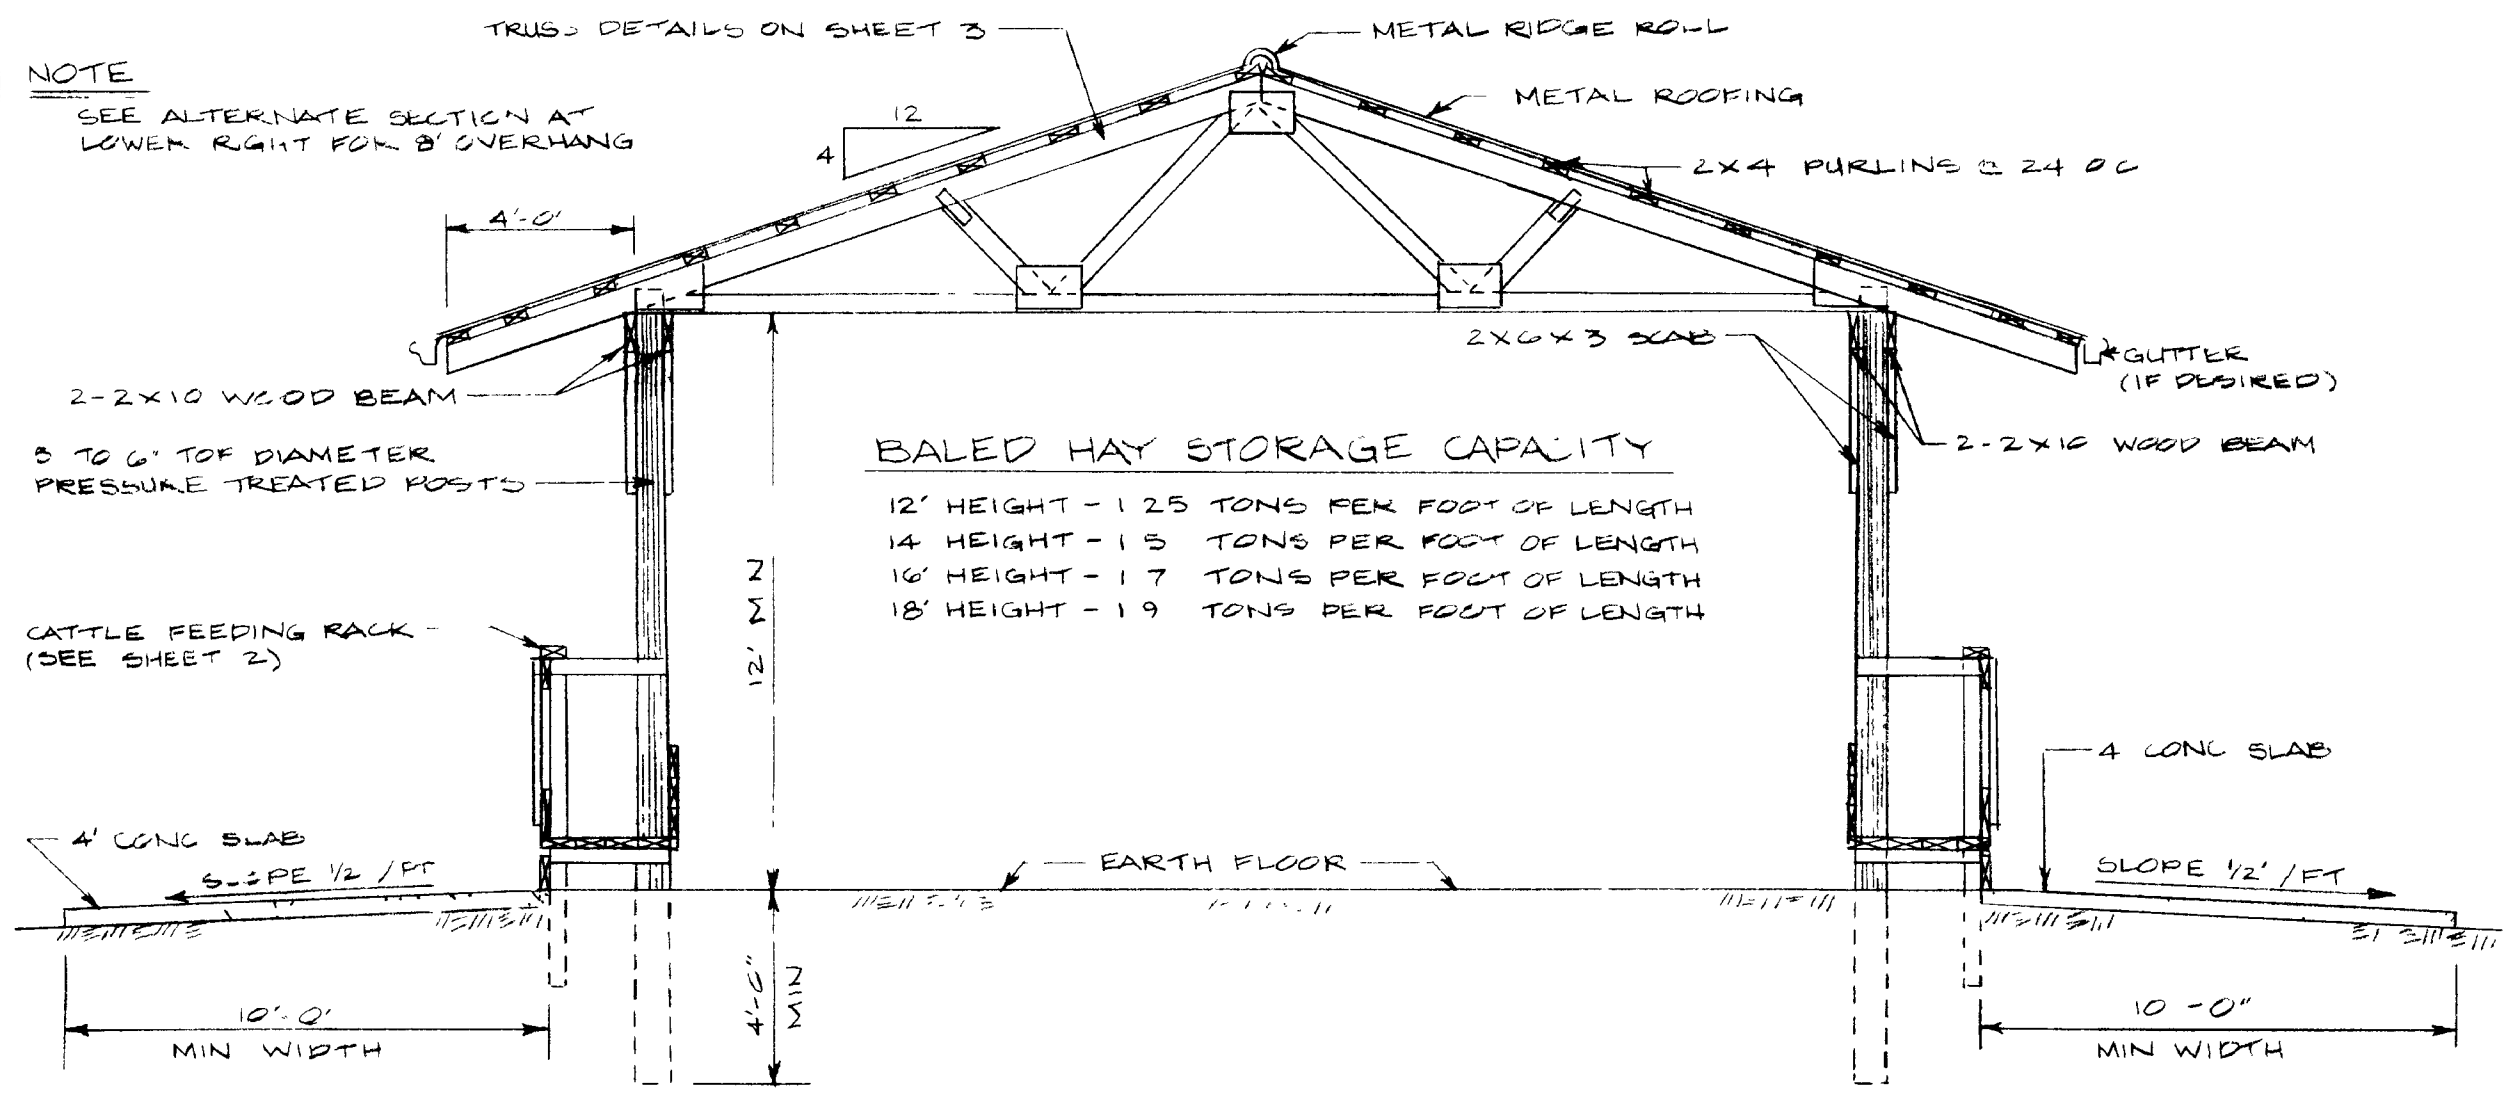 TRUSS DETAILS ON SHEET 3
METAL RIDGE ROLL
NOTE
SEE ALTERNATE SECTION AT
LOWER RIGHT FOR 8' OVERHANG
METAL ROOFING
12
4
2X4 PURLINS @ 24 OC
4'-0'
2X6X3 SCAB
GUTTER
(IF DESIRED)
2-2X10 WOOD BEAM
5 TO 6" TOP DIAMETER
PRESSURE TREATED POSTS
BALED HAY STORAGE CAPACITY
2-2X10 WOOD BEAM
12' HEIGHT - 1 25 TONS PER FOOT OF LENGTH
14 HEIGHT - 1 5 TONS PER FOOT OF LENGTH
16' HEIGHT - 1 7 TONS PER FOOT OF LENGTH
18' HEIGHT - 1 9 TONS PER FOOT OF LENGTH
12' MIN
CATTLE FEEDING RACK
(SEE SHEET 2)
4 CONC SLAB
4' CONC SLAB
SLOPE 1/2 /FT
EARTH FLOOR
SLOPE 1/2' /FT
4'-0"
MIN
10'-0'
MIN WIDTH
10 -0"
MIN WIDTH